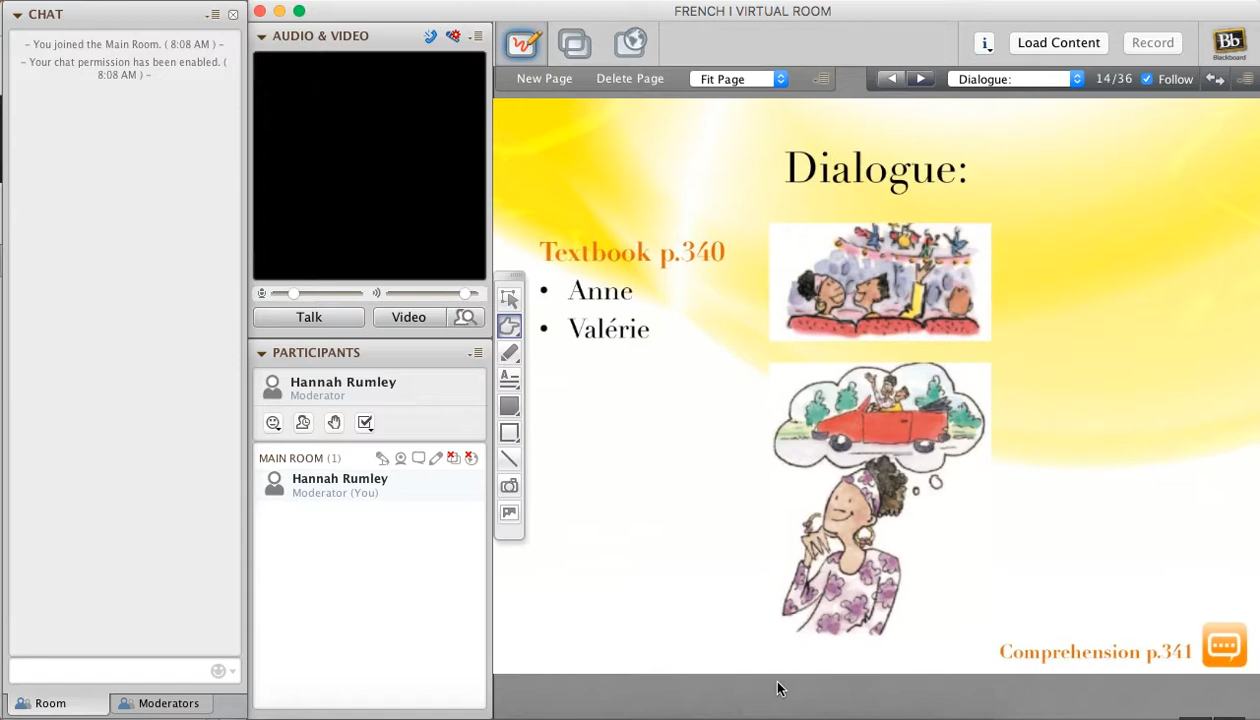 CHAT
– You joined the Main Room. ( 8:08 AM ) –
– Your chat permission has been enabled. (
8:08 AM ) –
Room
Moderators
AUDIO & VIDEO
Talk
Video
PARTICIPANTS
Hannah Rumley
Moderator
MAIN ROOM (1)
Hannah Rumley
Moderator (You)
FRENCH I VIRTUAL ROOM
i
Load Content
Record
Bb
Blackboard
New Page
Delete Page
Fit Page
Dialogue:
14/36
Follow
Dialogue:
Textbook p.340
• Anne
• Valérie
Comprehension p.341